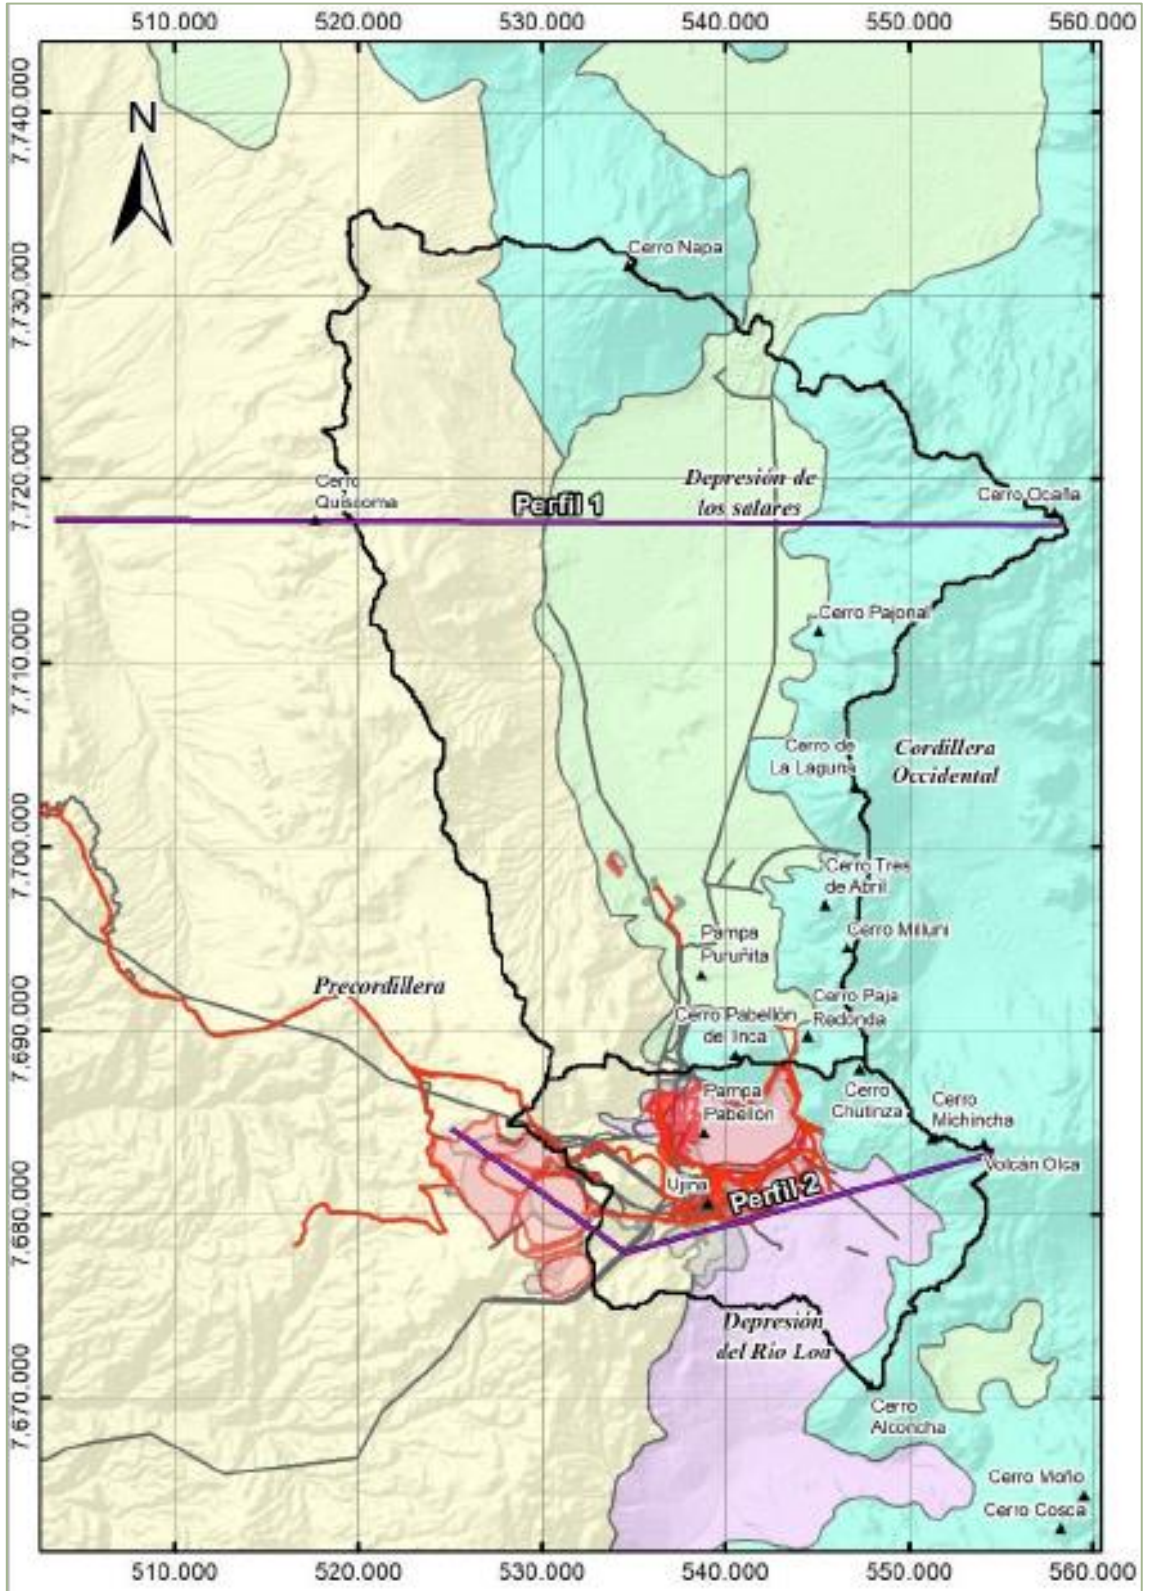 510.000 520.000 530.000 540.000 550.000 560.000
7.740.000
N
7.730.000
Cerro Napa
7.720.000
Cerro
Quiscoma
Perfil 1
Depresión de
los salares
Cerro Ocaña
7.710.000
Cerro Pajonal
Cerro de
La Laguna
Cordillera
Occidental
7.700.000
Cerro Tres
de Abril
Pampa
Puruñita
Cerro Milluni
Precordillera
7.690.000
Cerro Pabellón
del Inca
Cerro Paja
Redonda
Pampa
Pabellón
Cerro
Chutinza
Cerro
Michincha
Volcán Olca
7.680.000
Ujina
Perfil 2
Depresión
del Río Loa
7.670.000
Cerro
Alconcha
Cerro Moño
Cerro Cosca
510.000 520.000 530.000 540.000 550.000 560.000